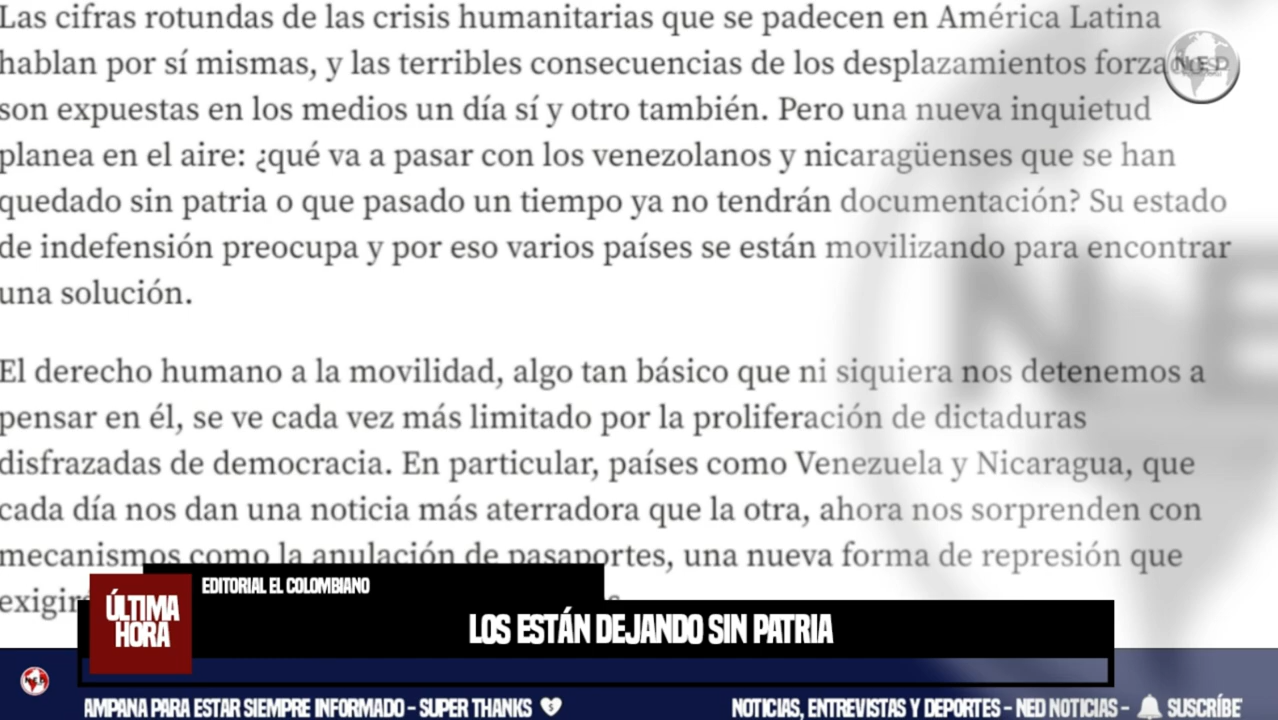 Las cifras rotundas de las crisis humanitarias que se padecen en América Latina
hablan por sí mismas, y las terribles consecuencias de los desplazamientos forza
son expuestas en los medios un día sí y otro también. Pero una nueva inquietud
planea en el aire: ¿qué va a pasar con los venezolanos y nicaragüenses que se han
quedado sin patria o que pasado un tiempo ya no tendrán documentación? Su estado
de indefensión preocupa y por eso varios países se están movilizando para encontrar
una solución.
El derecho humano a la movilidad, algo tan básico que ni siquiera nos detenemos a
pensar en él, se ve cada vez más limitado por la proliferación de dictaduras
disfrazadas de democracia. En particular, países como Venezuela y Nicaragua, que
cada día nos dan una noticia más aterradora que la otra, ahora nos sorprenden con
mecanismos como la anulación de pasaportes, una nueva forma de represión que
EDITORIAL EL COLOMBIANO
ÚLTIMA
HORA
LOS ESTÁN DEJANDO SIN PATRIA
AMPANA PARA ESTAR SIEMPRE INFORMADO - SUPER THANKS
NOTICIAS, ENTREVISTAS Y DEPORTES - NED NOTICIAS - SUSCRÍBE